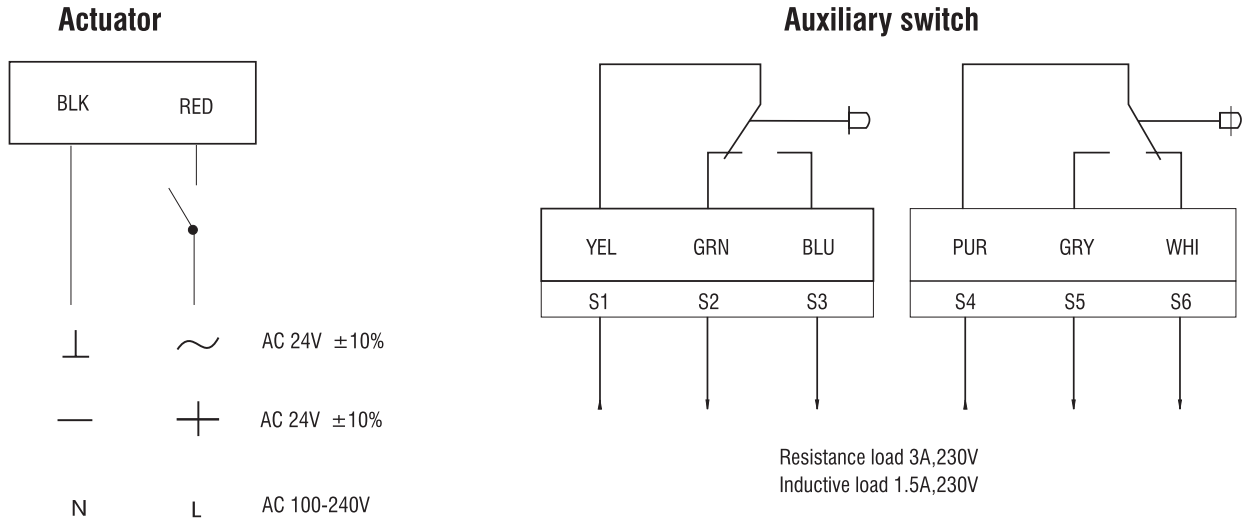 Actuator
BLK RED
AC 24V ±10%
AC 24V ±10%
N L AC 100-240V
Auxiliary switch
YEL GRN BLU
S1 S2 S3
PUR GRY WHI
S4 S5 S6
Resistance load 3A,230V
Inductive load 1.5A,230V